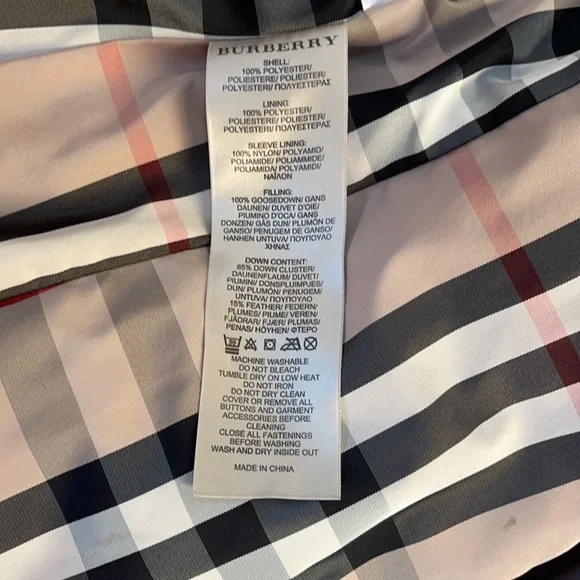 BURBERRY
SHELL:
100% POLYESTER/
POLIESTERE/ POLIESTER/
POLYESTER/ ΠΟΛΥΕΣΤΕΡΑΣ
LINING:
100% POLYESTER/
POLIESTERE/ POLIESTER/
POLYESTER/ ΠΟΛΥΕΣΤΕΡΑΣ
SLEEVE LINING:
100% NYLON/ POLYAMID/
POLIAMIDE/ POLYAMMIDE/
POLIAMIDA/ POLYAMID/
ΝΑΪΛΟΝ
FILLING:
100% GOOSEDOWN/ GANS
DAUNEN/ DUVET D'OIE/
PIUMINO D'OCA/ GANS
DONZEN/ GÅS DUN/ PLUMÓN DE
GANSO/ PENUGEM DE GANSO/
HANHEN UNTUVA/ ΠΟΥΠΟΥΛΟ
ΧΗΝΑΣ
DOWN CONTENT:
85% DOWN CLUSTER/
DAUNENFLAUM/ DUVET/
PIUMINI/ DONSPLUIMPJES/
DUN/ PLUMÓN/ PENUGEM/
UNTUVA/ ΠΟΥΠΟΥΛΟ
15% FEATHER/ FEDERN/
PLUMES/ PIUME/ VEREN/
FJÄDRAR/ FJÆR/ PLUMAS/
PENAS/ HÖYHEN/ ΦΤΕΡΟ
30
MACHINE WASHABLE
DO NOT BLEACH
TUMBLE DRY ON LOW HEAT
DO NOT IRON
DO NOT DRY CLEAN
COVER OR REMOVE ALL
BUTTONS AND GARMENT
ACCESSORIES BEFORE
CLEANING
CLOSE ALL FASTENINGS
BEFORE WASHING
WASH AND DRY INSIDE OUT
MADE IN CHINA